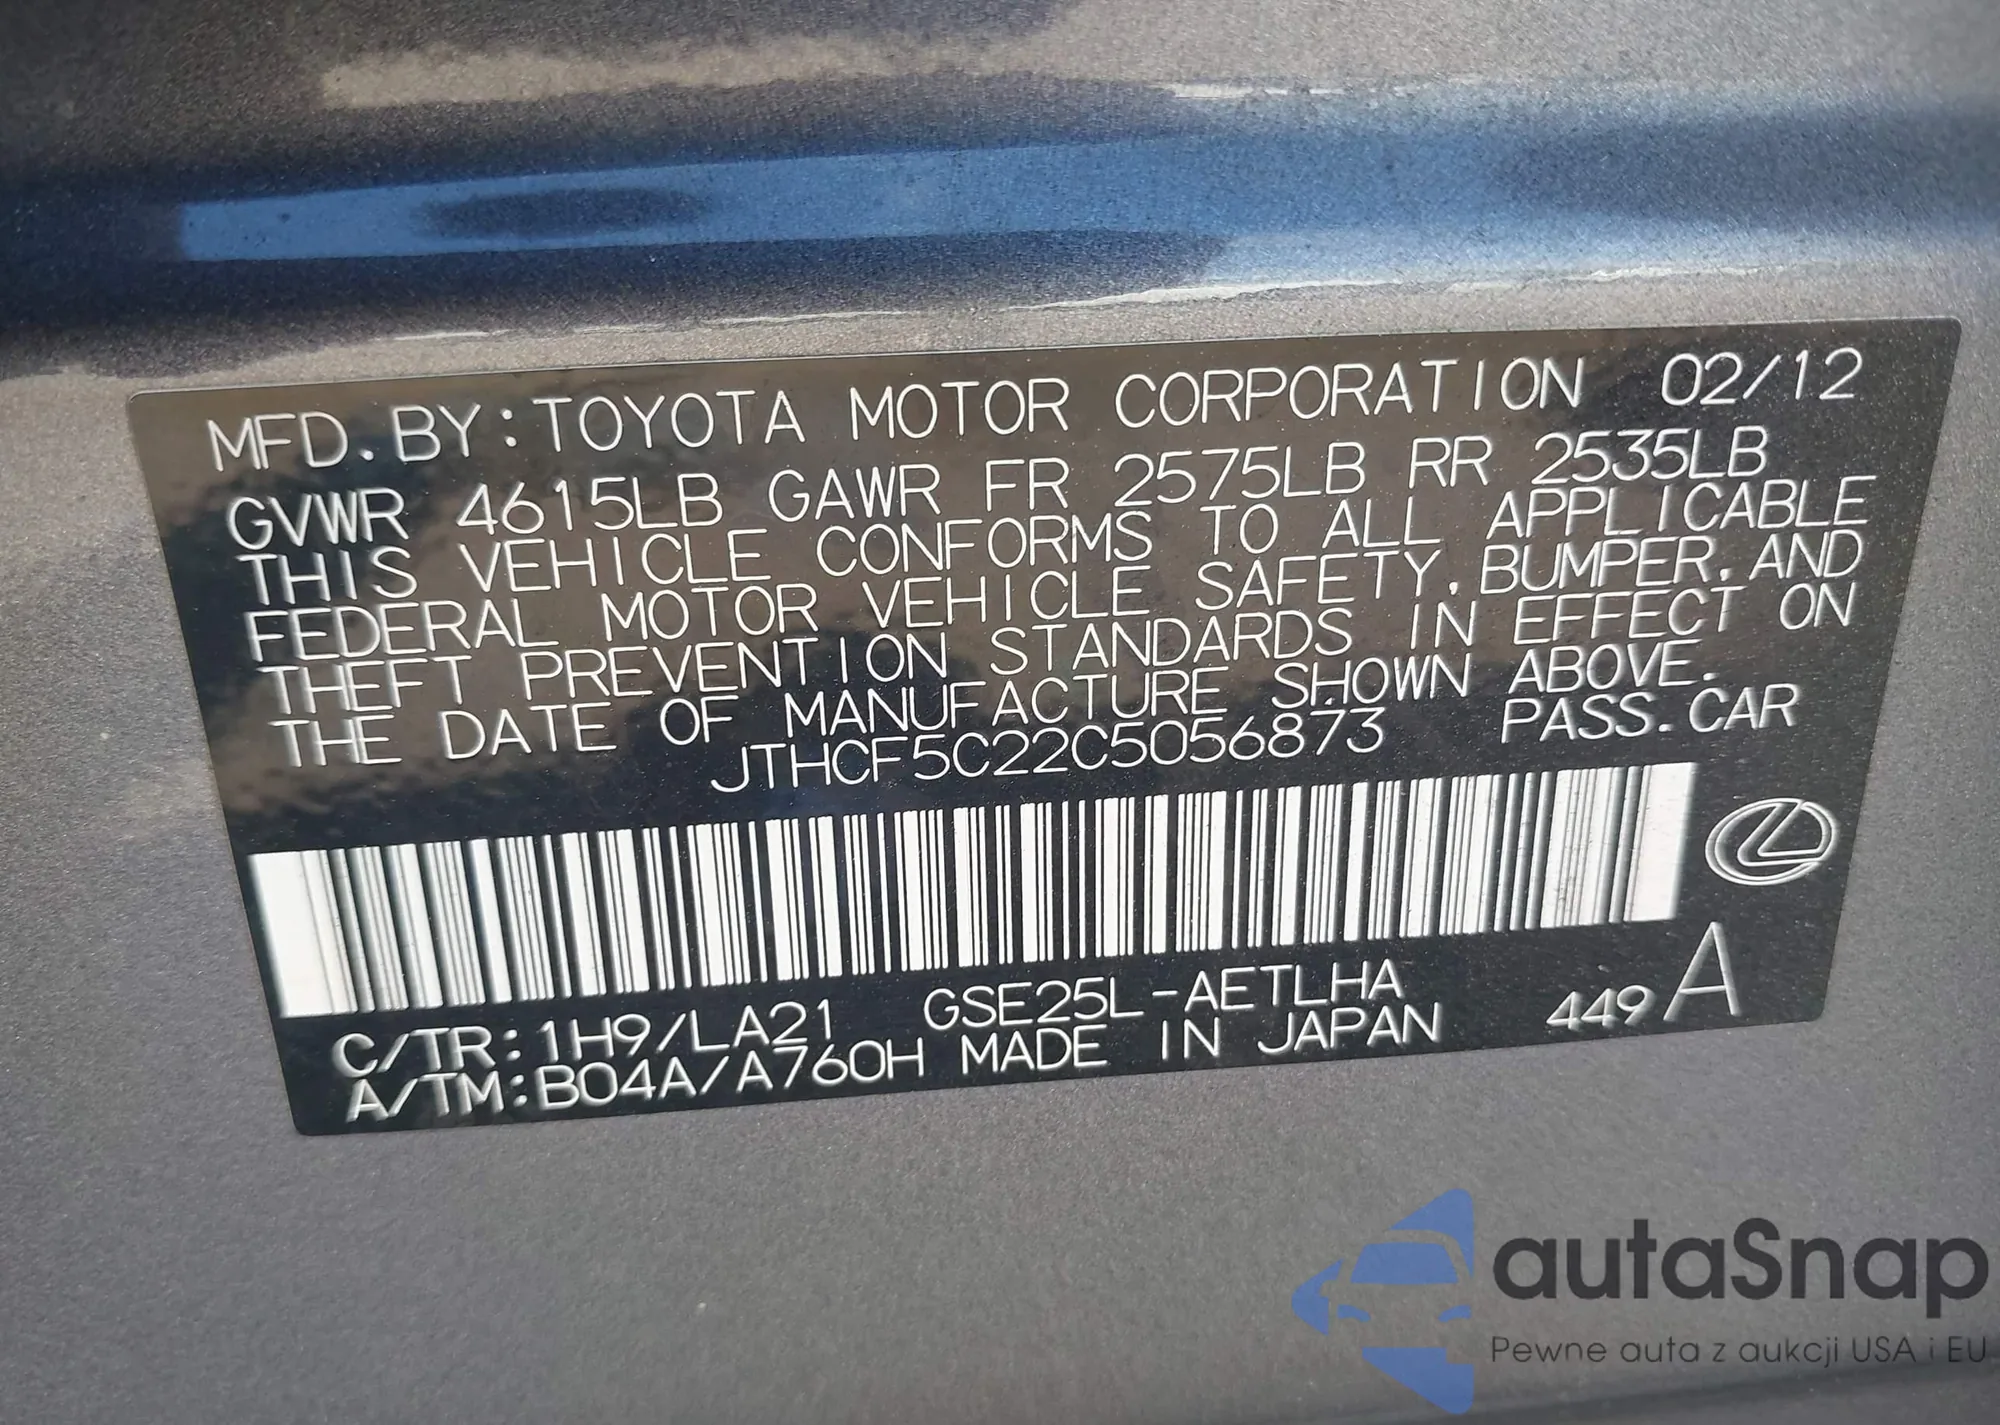 MFD.BY:TOYOTA MOTOR CORPORATION 02/12
GVWR 4615LB GAWR FR 2575LB RR 2535LB
THIS VEHICLE CONFORMS TO ALL APPLICABLE
FEDERAL MOTOR VEHICLE SAFETY,BUMPER,AND
THEFT PREVENTION STANDARDS IN EFFECT ON
THE DATE OF MANUFACTURE SHOWN ABOVE.
JTHCF5C22C5056873 PASS.CAR
C/TR:1H9/LA21 GSE25L-AETLHA
A/TM:B04A/A760H MADE IN JAPAN 449 A
autaSnap
Pewne auta z aukcji USA i EU